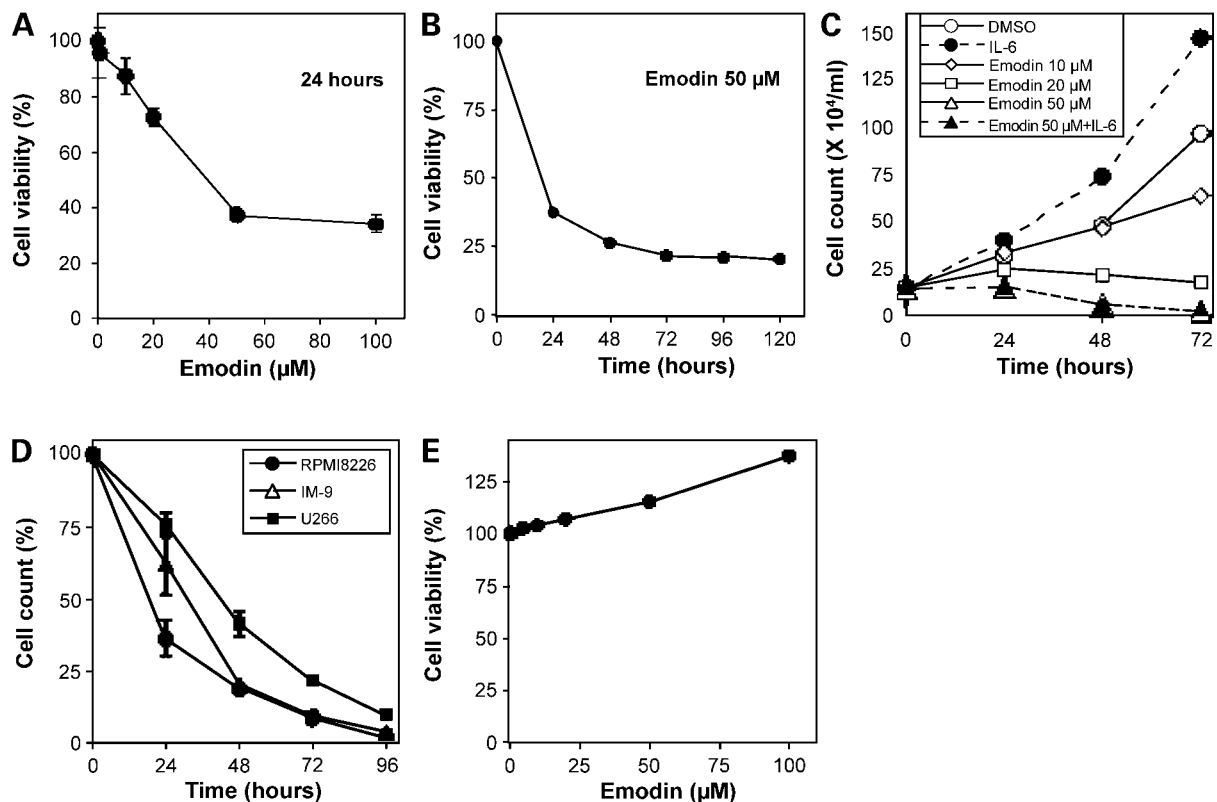 A
24 hours
Cell viability (%)
100
80
60
40
20
0
0 20 40 60 80 100
Emodin (µM)
B
Emodin 50 µM
Cell viability (%)
100
75
50
25
0
0 24 48 72 96 120
Time (hours)
C
DMSO
IL-6
Emodin 10 µM
Emodin 20 µM
Emodin 50 µM
Emodin 50 µM+IL-6
Cell count (X 10⁴/ml)
150
125
100
75
50
25
0
0 24 48 72
Time (hours)
D
RPMI8226
IM-9
U266
Cell count (%)
100
75
50
25
0
0 24 48 72 96
Time (hours)
E
Cell viability (%)
125
100
75
50
125
0
0 25 50 75 100
Emodin (µM)